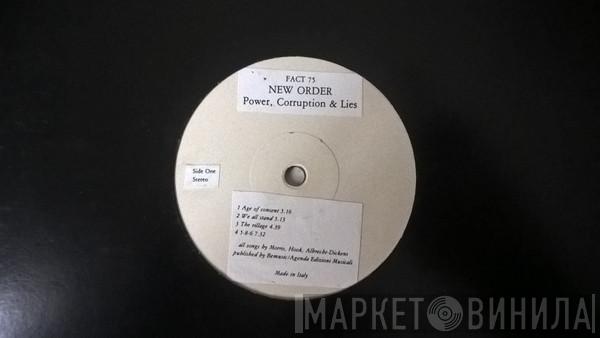 FACT 75
NEW ORDER
Power, Corruption & Lies
Side One
Stereo
1 Age of consent 5.16
2 We all stand 5.13
3 The village 4.39
4 5-8-6 7.32
all songs by Morris, Hook, Albrecht-Dickens
published by Bemusic/Agenda Edizioni Musicali
Made in Italy
МАРКЕТ ВИНИЛА